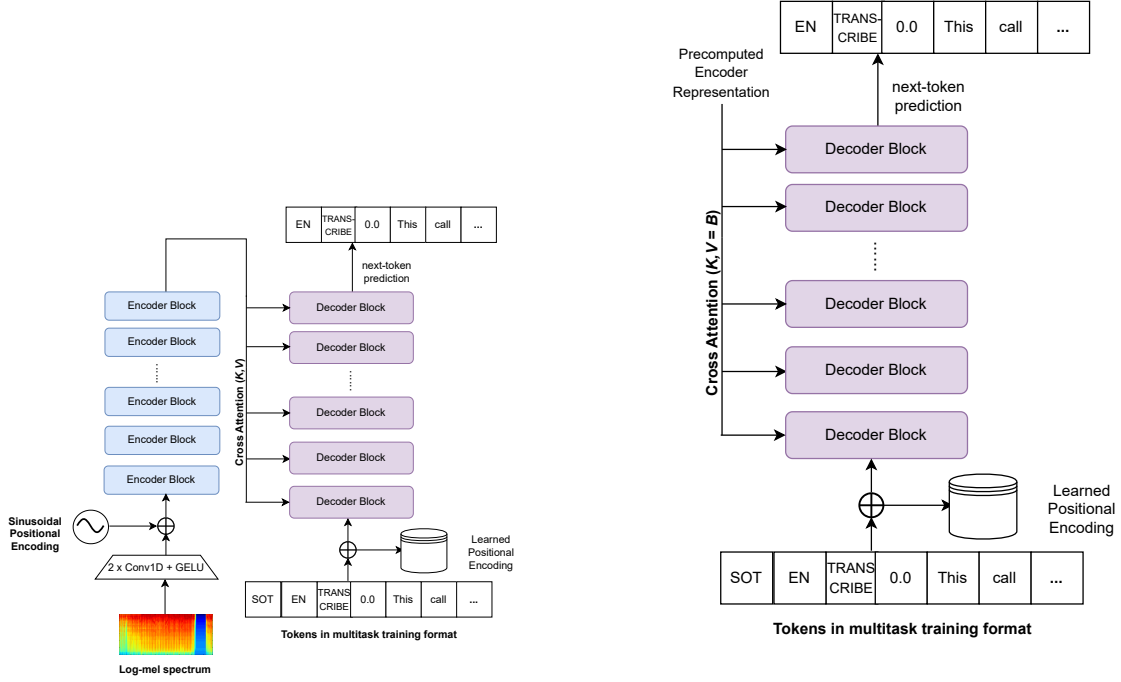 EN TRANS- 0.0 This call ...
CRIBE
next-token
prediction
Encoder Block
Encoder Block
Encoder Block
Encoder Block
Encoder Block
Cross Attention (K,V)
Decoder Block
Decoder Block
Decoder Block
Decoder Block
Decoder Block
Sinusoidal
Positional
Encoding
2 x Conv1D + GELU
Learned
Positional
Encoding
SOT EN TRANS 0.0 This call ...
CRIBE
Tokens in multitask training format
Log-mel spectrum
EN TRANS- 0.0 This call ...
CRIBE
Precomputed
Encoder
Representation
next-token
prediction
Cross Attention (K,V = B)
Decoder Block
Decoder Block
Decoder Block
Decoder Block
Decoder Block
Learned
Positional
Encoding
SOT EN TRANS 0.0 This call ...
CRIBE
Tokens in multitask training format